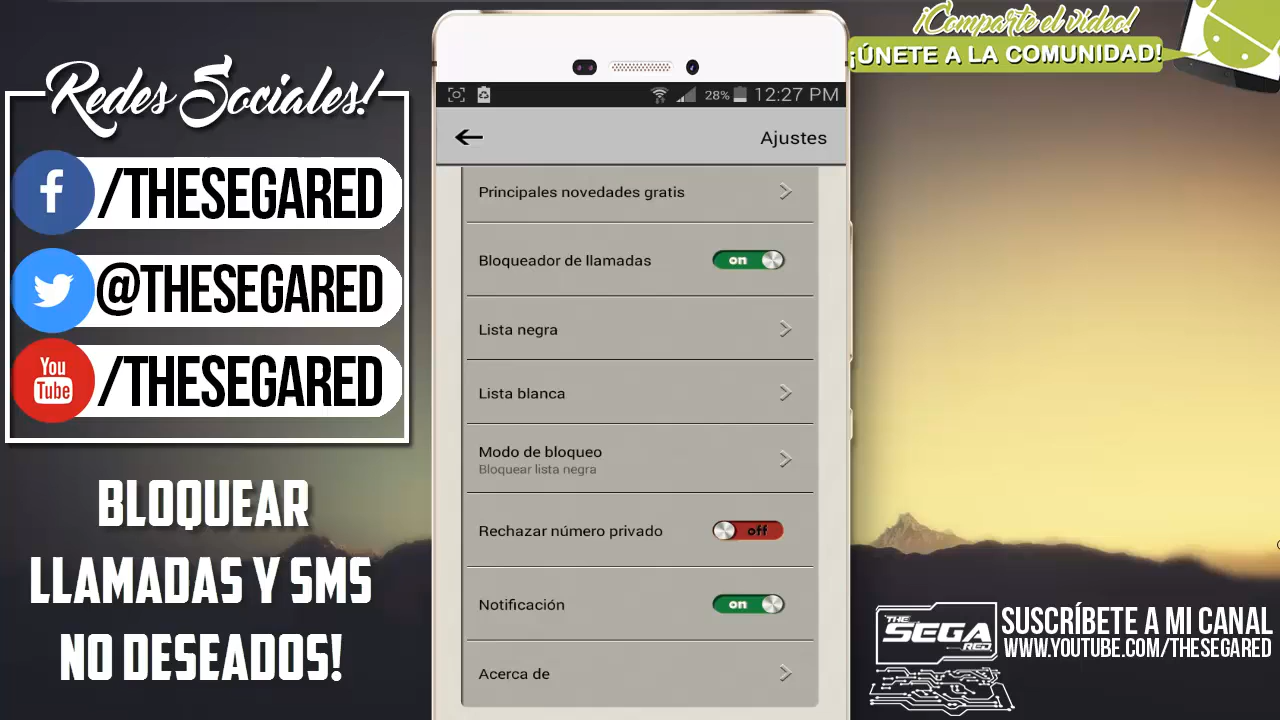 Redes Sociales!
/THESEGARED
@THESEGARED
You
Tube
/THESEGARED
BLOQUEAR
LLAMADAS Y SMS
NO DESEADOS!
28% 12:27 PM
Ajustes
Principales novedades gratis
Bloqueador de llamadas on
Lista negra
Lista blanca
Modo de bloqueo
Bloquear lista negra
Rechazar número privado off
Notificación on
Acerca de
¡Comparte el video!
¡ÚNETE A LA COMUNIDAD!
THE
SEGA
RED
SUSCRÍBETE A MI CANAL
WWW.YOUTUBE.COM/THESEGARED